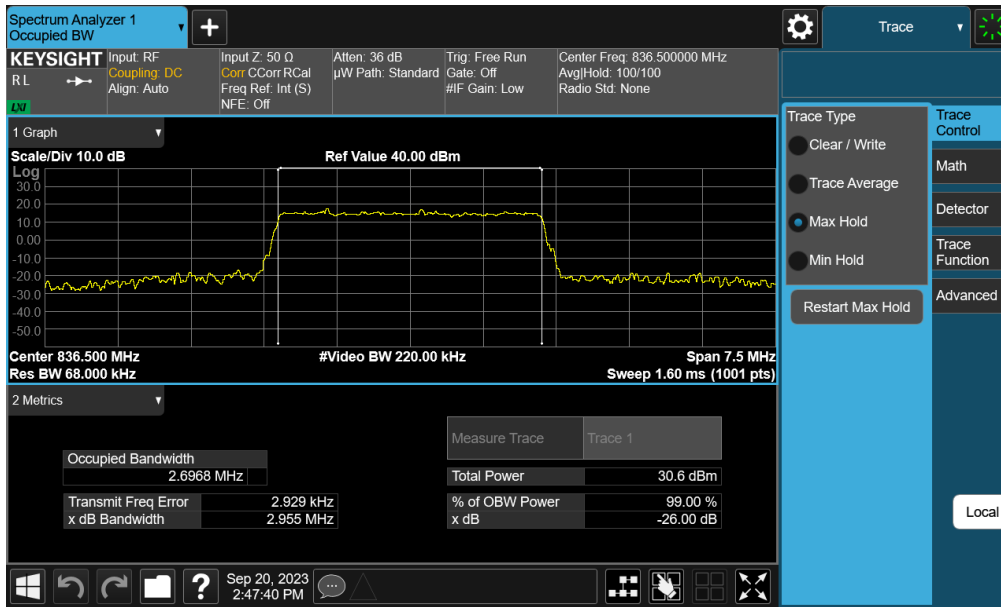 Spectrum Analyzer 1
Occupied BW
+
Trace
KEYSIGHT
R L
LXI
Input: RF
Coupling: DC
Align: Auto
Input Z: 50 Ω
Corr CCorr RCal
Freq Ref: Int (S)
NFE: Off
Atten: 36 dB
µW Path: Standard
Trig: Free Run
Gate: Off
#IF Gain: Low
Center Freq: 836.500000 MHz
Avg|Hold: 100/100
Radio Std: None
1 Graph
Scale/Div 10.0 dB
Ref Value 40.00 dBm
Log
30.0
20.0
10.0
0.00
-10.0
-20.0
-30.0
-40.0
-50.0
Center 836.500 MHz
#Video BW 220.00 kHz
Span 7.5 MHz
Res BW 68.000 kHz
Sweep 1.60 ms (1001 pts)
2 Metrics
Measure Trace
Trace 1
Occupied Bandwidth
2.6968 MHz
Total Power
30.6 dBm
Transmit Freq Error
2.929 kHz
% of OBW Power
99.00 %
x dB Bandwidth
2.955 MHz
x dB
-26.00 dB
Trace Type
Clear / Write
Trace Average
Max Hold
Min Hold
Restart Max Hold
Trace
Control
Math
Detector
Trace
Function
Advanced
Local
?
Sep 20, 2023
2:47:40 PM